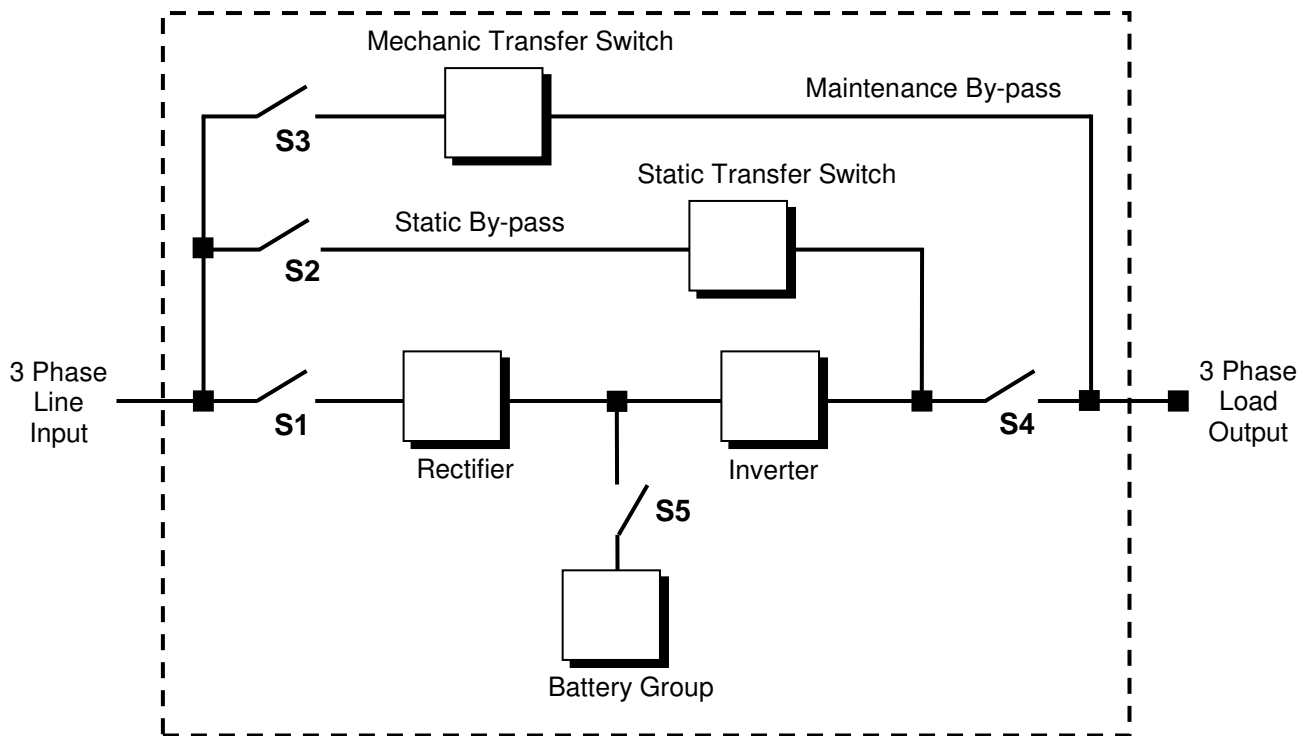 Mechanic Transfer Switch
Maintenance By-pass
S3
Static Transfer Switch
Static By-pass
S2
3 Phase
Line
Input
S1
Rectifier
Inverter
S4
3 Phase
Load
Output
S5
Battery Group